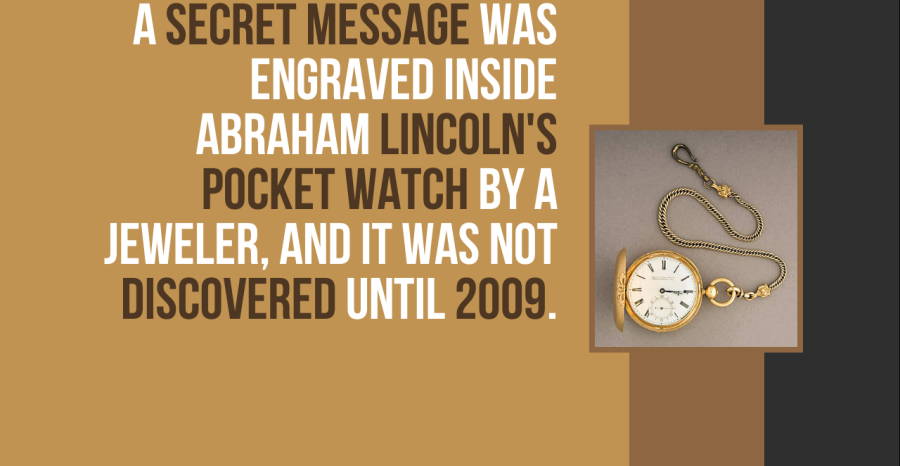 A SECRET MESSAGE WAS
ENGRAVED INSIDE
ABRAHAM LINCOLN'S
POCKET WATCH BY A
JEWELER, AND IT WAS NOT
DISCOVERED UNTIL 2009.